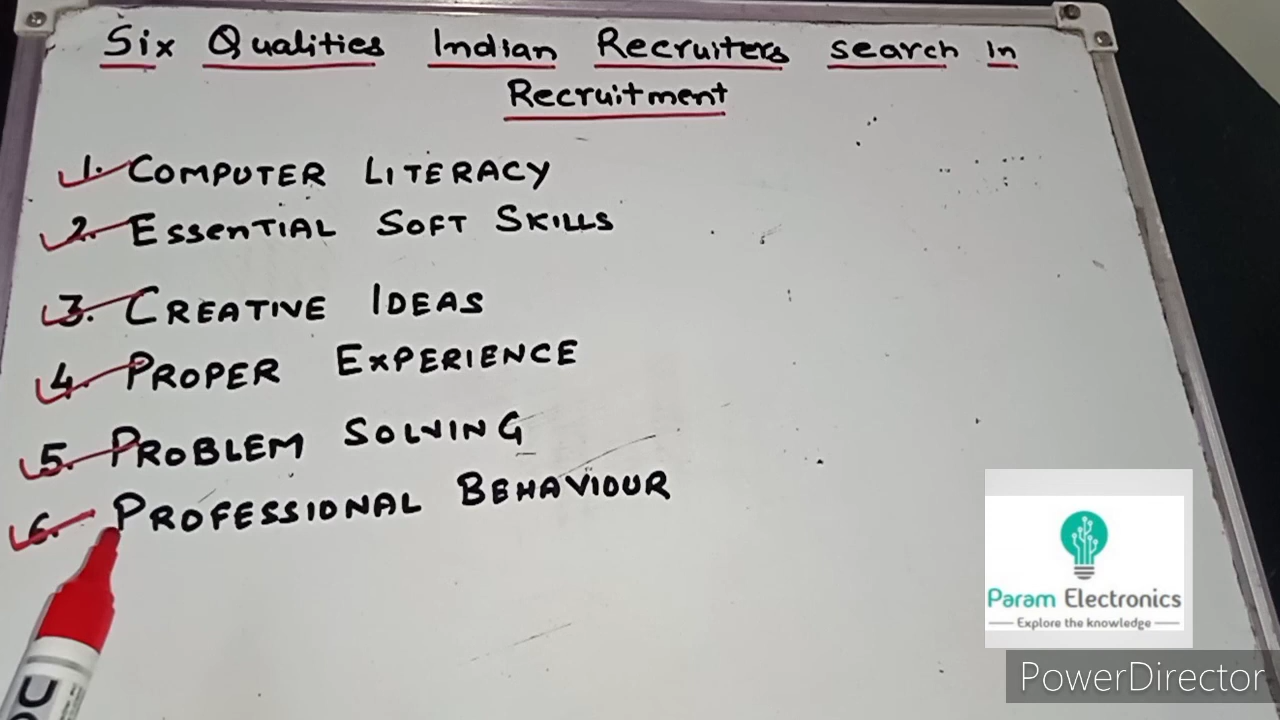 Six Qualities Indian Recruiters search in
Recruitment
1. COMPUTER LITERACY
2. ESSEnTIAL SOFT SKILLS
3. CREATIVE IDEAS
4. PROPER EXPERIENCE
5. PROBLEM SOLVING
6. PROFESSIONAL BEHAVIOUR
Param Electronics
Explore the knowledge
PowerDirector